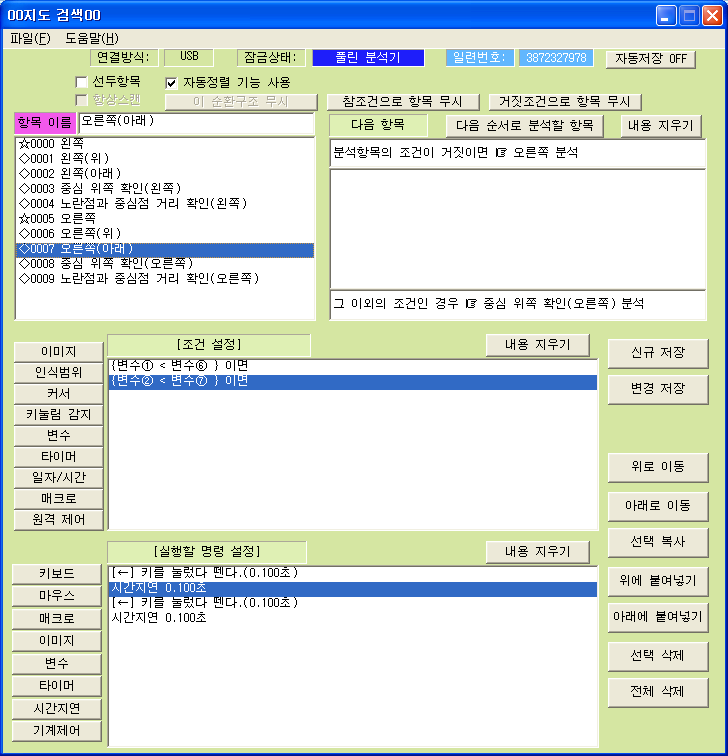 00지도 검색00
파일(F) 도움말(H)
연결방식: USB 잠금상태: 풀린 분석기 일련번호: 3872327978 자동저장 OFF
선두항목 자동정렬 기능 사용
항상스캔 이 순환구조 무시 참조건으로 항목 무시 거짓조건으로 항목 무시
항목 이름 오른쪽(아래) 다음 항목 다음 순서로 분석할 항목 내용 지우기
☆0000 왼쪽
◇0001 왼쪽(위)
◇0002 왼쪽(아래)
◇0003 중심 위쪽 확인(왼쪽)
◇0004 노란점과 중심점 거리 확인(왼쪽)
☆0005 오른쪽
◇0006 오른쪽(위)
◇0007 오른쪽(아래)
◇0008 중심 위쪽 확인(오른쪽)
◇0009 노란점과 중심점 거리 확인(오른쪽)
분석항목의 조건이 거짓이면 ☞ 오른쪽 분석
그 이외의 조건인 경우 ☞ 중심 위쪽 확인(오른쪽) 분석
이미지
인식범위
커서
키눌림 감지
변수
타이머
일자/시간
매크로
원격 제어
[조건 설정] 내용 지우기
{변수① < 변수⑥ } 이면
{변수② < 변수⑦ } 이면
신규 저장
변경 저장
위로 이동
아래로 이동
선택 복사
위에 붙여넣기
아래에 붙여넣기
선택 삭제
전체 삭제
[실행할 명령 설정] 내용 지우기
키보드
마우스
매크로
이미지
변수
타이머
시간지연
기계제어
[←] 키를 눌렀다 뗀다.(0.100초)
시간지연 0.100초
[←] 키를 눌렀다 뗀다.(0.100초)
시간지연 0.100초